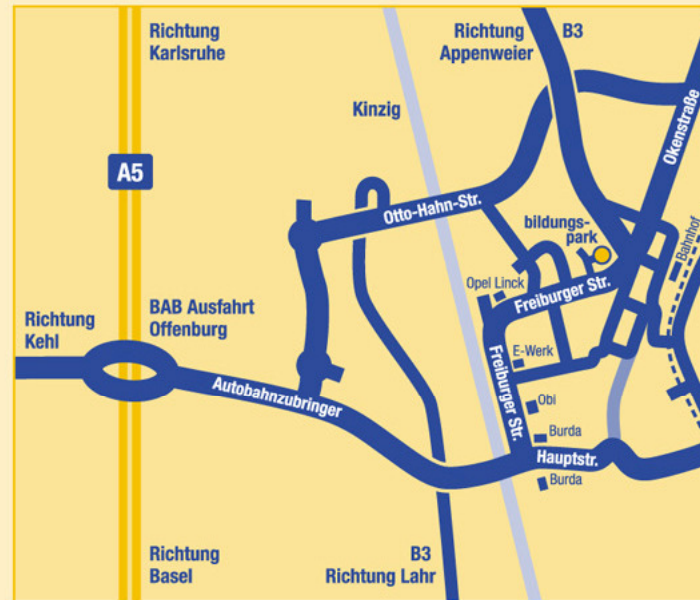 Richtung
Karlsruhe
Richtung
Appenweier
B3
Kinzig
Okenstraße
A5
Otto-Hahn-Str.
bildungs-
park
Bahnhof
Opel Linck
Freiburger Str.
BAB Ausfahrt
Offenburg
Richtung
Kehl
E-Werk
Freiburger Str.
Autobahnzubringer
Obi
Burda
Hauptstr.
Burda
Richtung
Basel
B3
Richtung Lahr